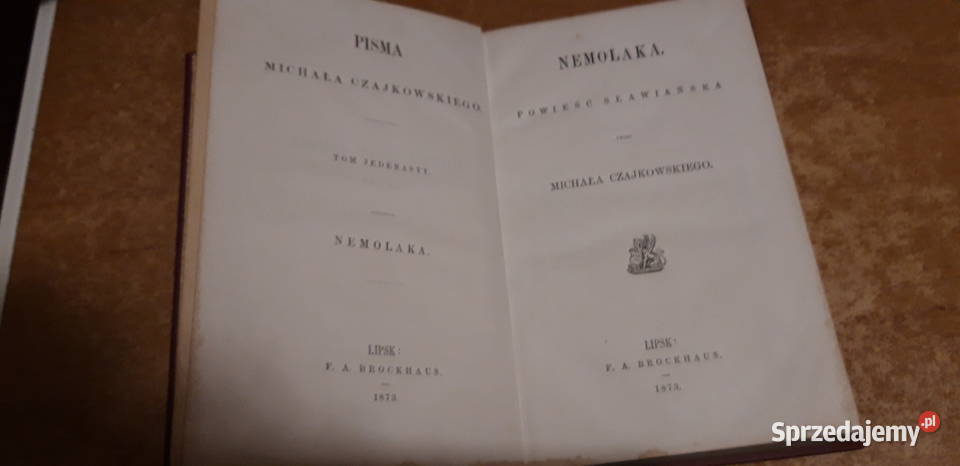 PISMA
MICHAŁA CZAJKOWSKIEGO.
TOM JEDENASTY.
NEMOLAKA.
LIPSK:
F. A. BROCKHAUS.
—
1873.
NEMOLAKA.
POWIEŚĆ SŁAWIAŃSKA
PRZEZ
MICHAŁA CZAJKOWSKIEGO.
LIPSK:
F. A. BROCKHAUS.
—
1873.
Sprzedajemy.pl